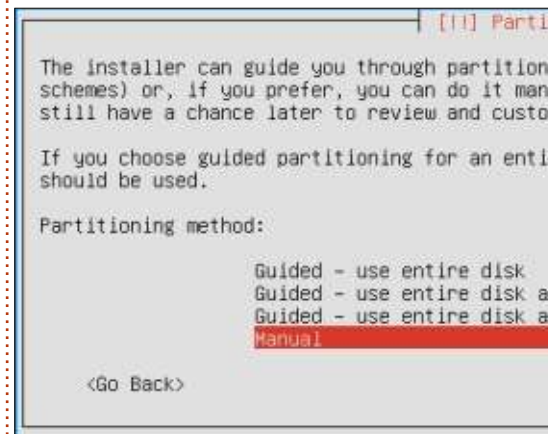 [!!] Parti
The installer can guide you through partition
schemes) or, if you prefer, you can do it man
still have a chance later to review and custo
If you choose guided partitioning for an enti
should be used.
Partitioning method:
Guided - use entire disk
Guided - use entire disk a
Guided - use entire disk a
Manual
<Go Back>